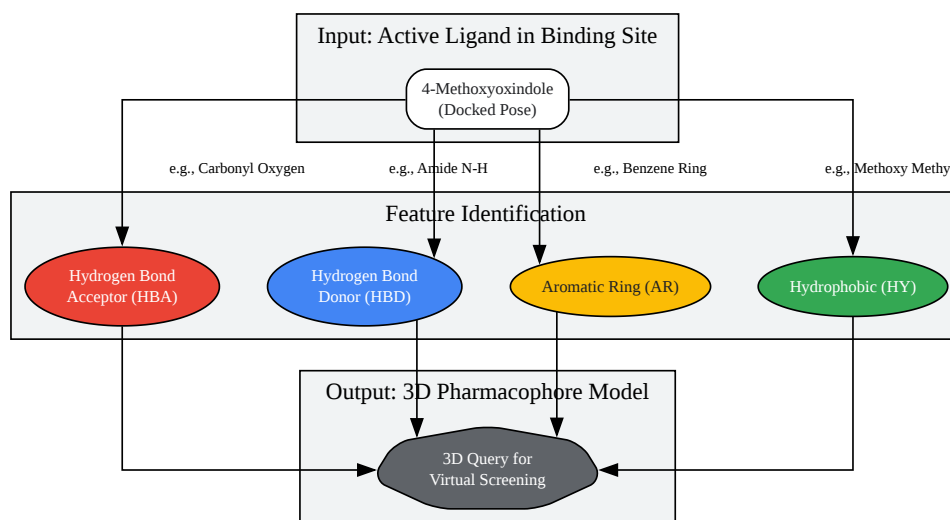 Input: Active Ligand in Binding Site
4-Methoxyoxindole
(Docked Pose)
e.g., Carbonyl Oxygen
e.g., Amide N-H
e.g., Benzene Ring
e.g., Methoxy Methy
Feature Identification
Hydrogen Bond
Acceptor (HBA)
Hydrogen Bond
Donor (HBD)
Aromatic Ring (AR)
Hydrophobic (HY)
Output: 3D Pharmacophore Model
3D Query for
Virtual Screening